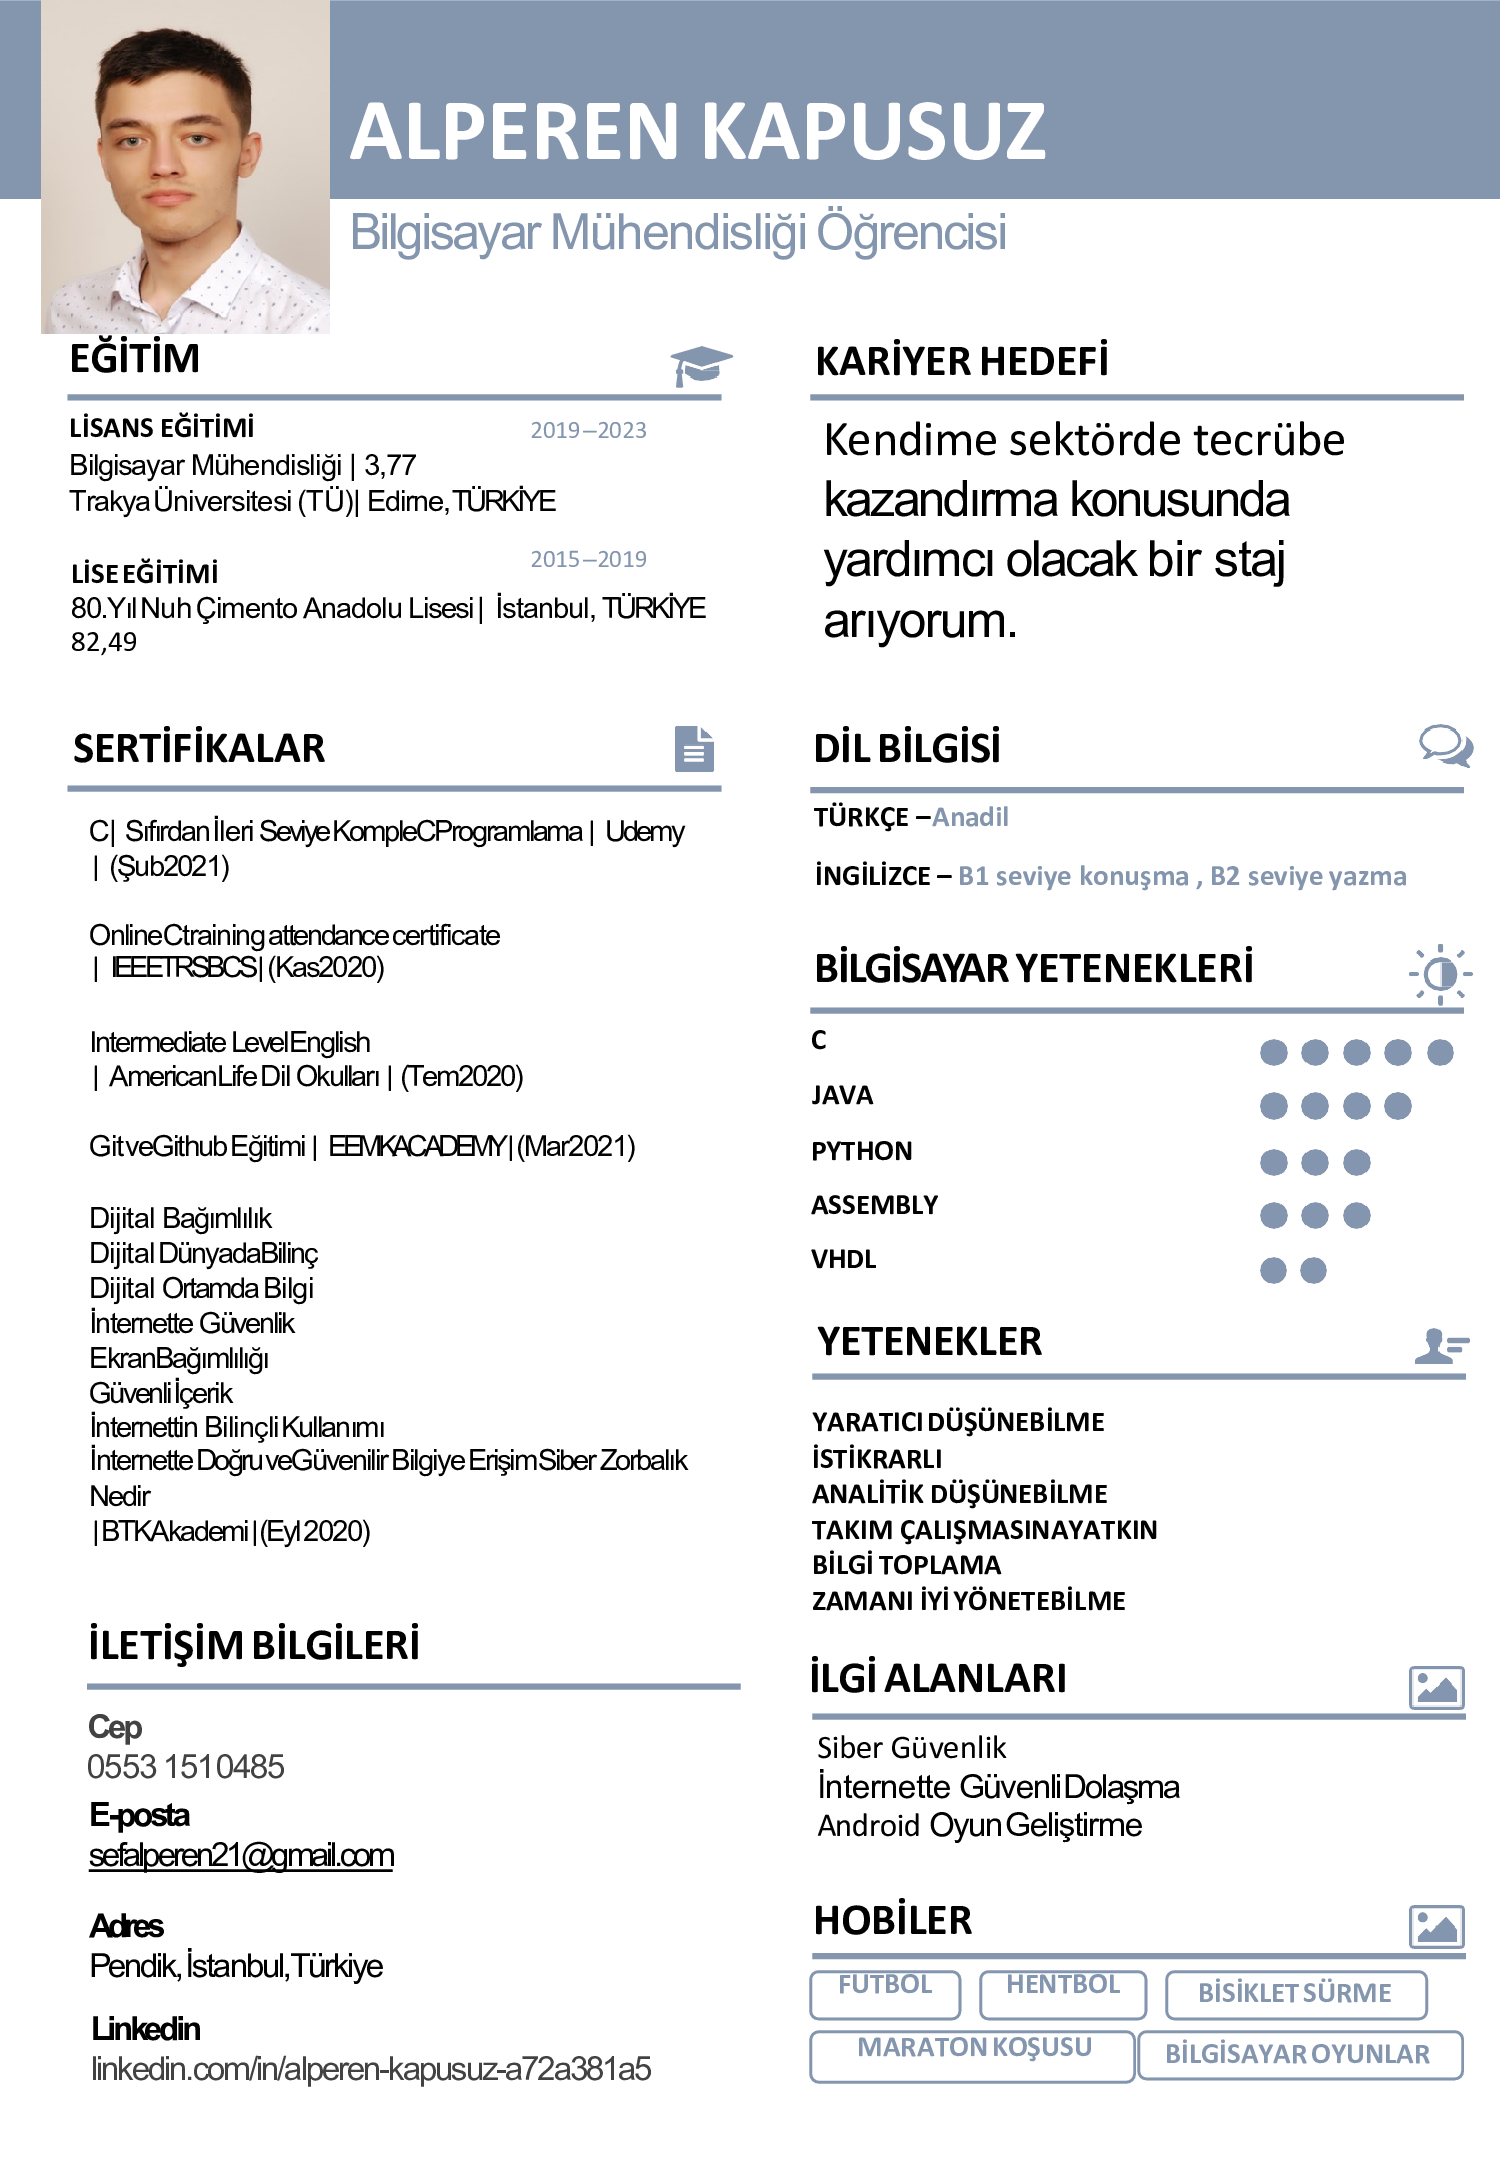 ALPEREN KAPUSUZ
Bilgisayar Mühendisliği Öğrencisi
EĞİTİM
LİSANS EĞİTİMİ 2019–2023
Bilgisayar Mühendisliği | 3,77
Trakya Üniversitesi (TÜ)| Edirne, TÜRKİYE
LİSE EĞİTİMİ 2015–2019
80.Yıl Nuh Çimento Anadolu Lisesi | İstanbul, TÜRKİYE
82,49
SERTİFİKALAR
C| Sıfırdan İleri Seviye Komple C Programlama | Udemy
| (Şub2021)
Online C training attendance certificate
| IEEE TRSB CS | (Kas2020)
Intermediate Level English
| American Life Dil Okulları | (Tem2020)
Git ve Github Eğitimi | EEMKACADEMY | (Mar2021)
Dijital Bağımlılık
Dijital Dünyada Bilinç
Dijital Ortamda Bilgi
İnternette Güvenlik
Ekran Bağımlılığı
Güvenli İçerik
İnternettin Bilinçli Kullanımı
İnternette Doğru ve Güvenilir Bilgiye Erişim Siber Zorbalık
Nedir
| BTK Akademi | (Eyl 2020)
İLETİŞİM BİLGİLERİ
Cep
0553 1510485
E-posta
sefalperen21@gmail.com
Adres
Pendik, İstanbul, Türkiye
Linkedin
linkedin.com/in/alperen-kapusuz-a72a381a5
KARİYER HEDEFİ
Kendime sektörde tecrübe
kazandırma konusunda
yardımcı olacak bir staj
arıyorum.
DİL BİLGİSİ
TÜRKÇE –Anadil
İNGİLİZCE – B1 seviye konuşma , B2 seviye yazma
BİLGİSAYAR YETENEKLERİ
C
JAVA
PYTHON
ASSEMBLY
VHDL
YETENEKLER
YARATICI DÜŞÜNEBİLME
İSTİKRARLI
ANALİTİK DÜŞÜNEBİLME
TAKIM ÇALIŞMASINA YATKIN
BİLGİ TOPLAMA
ZAMANI İYİ YÖNETEBİLME
İLGİ ALANLARI
Siber Güvenlik
İnternette Güvenli Dolaşma
Android Oyun Geliştirme
HOBİLER
FUTBOL HENTBOL BİSİKLET SÜRME
MARATON KOŞUSU BİLGİSAYAR OYUNLAR